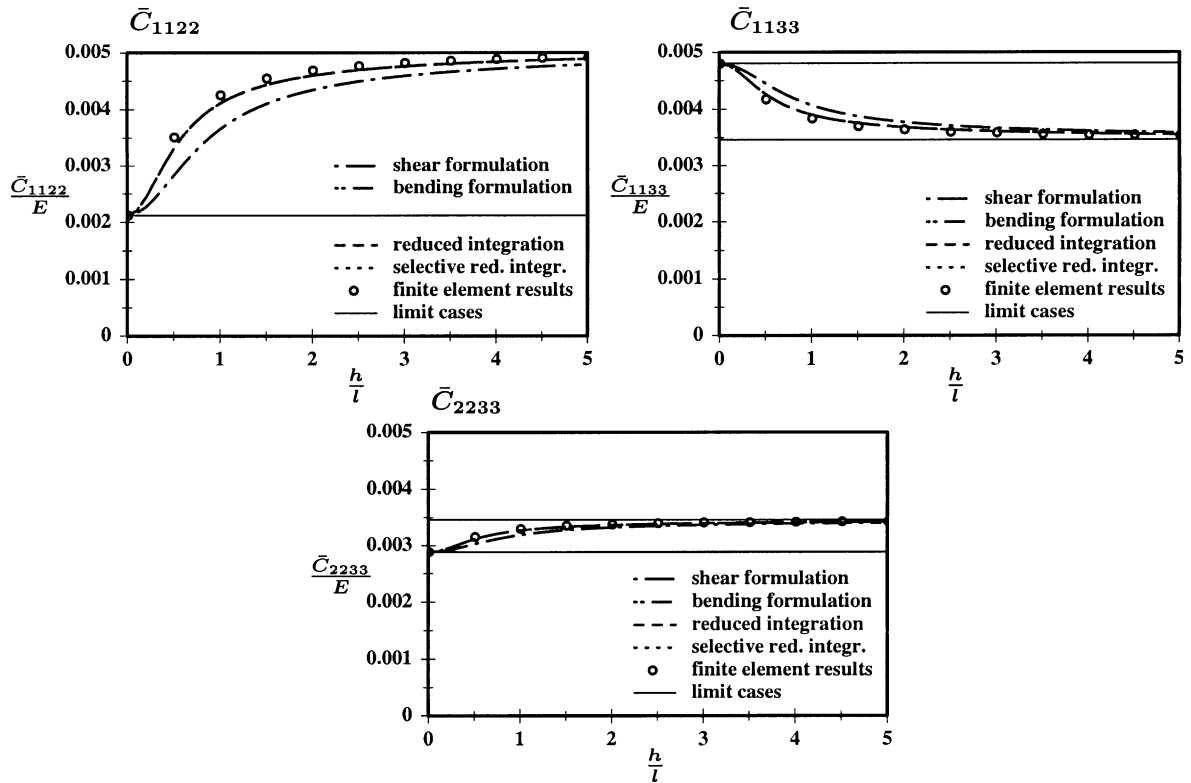 C̄₁₁₂₂
0.005
0.004
0.003
C̄₁₁₂₂
E
0.002
0.001
0
shear formulation
bending formulation
reduced integration
selective red. integr.
finite element results
limit cases
0 1 2 3 4 5
h
l
C̄₁₁₃₃
0.005
0.004
0.003
C̄₁₁₃₃
E
0.002
0.001
0
shear formulation
bending formulation
reduced integration
selective red. integr.
finite element results
limit cases
0 1 2 3 4 5
h
l
C̄₂₂₃₃
0.005
0.004
0.003
C̄₂₂₃₃
E
0.002
0.001
0
shear formulation
bending formulation
reduced integration
selective red. integr.
finite element results
limit cases
0 1 2 3 4 5
h
l